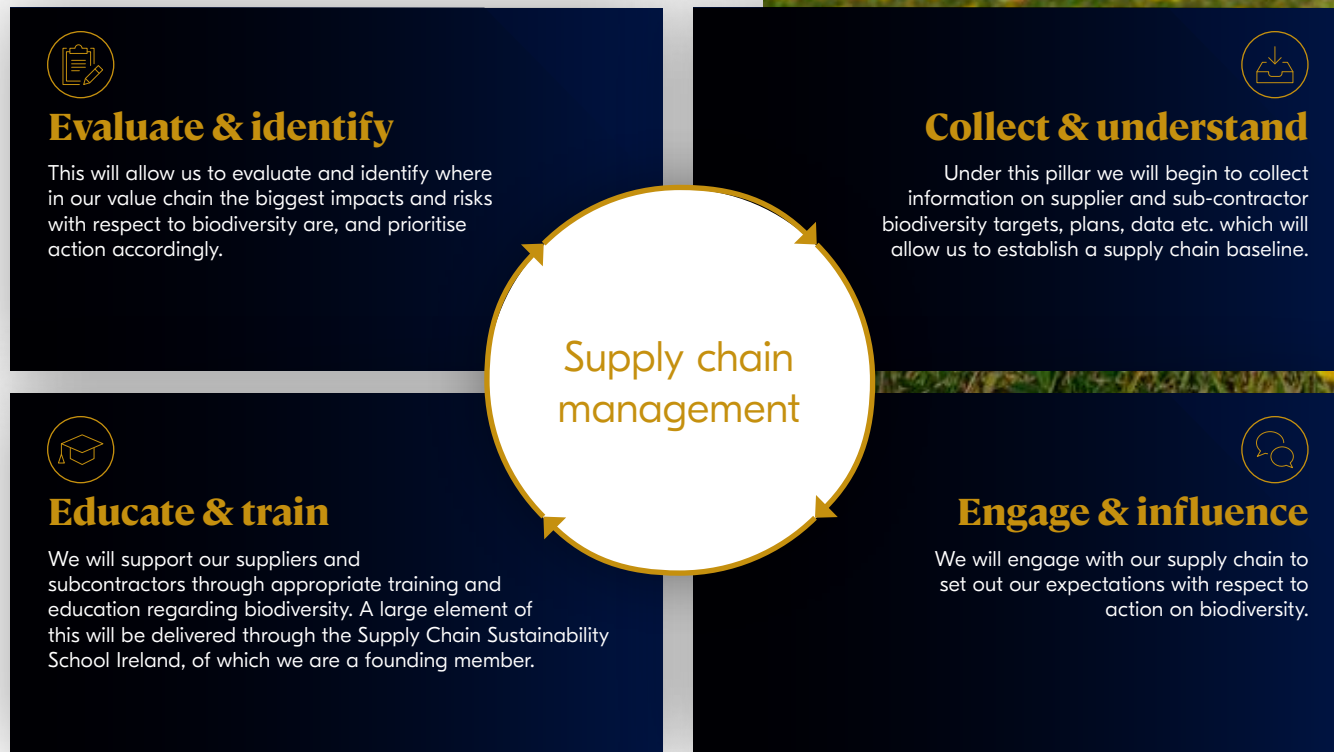 Evaluate & identify
This will allow us to evaluate and identify where
in our value chain the biggest impacts and risks
with respect to biodiversity are, and prioritise
action accordingly.
Collect & understand
Under this pillar we will begin to collect
information on supplier and sub-contractor
biodiversity targets, plans, data etc. which will
allow us to establish a supply chain baseline.
Supply chain
management
Educate & train
We will support our suppliers and
subcontractors through appropriate training and
education regarding biodiversity. A large element of
this will be delivered through the Supply Chain Sustainability
School Ireland, of which we are a founding member.
Engage & influence
We will engage with our supply chain to
set out our expectations with respect to
action on biodiversity.